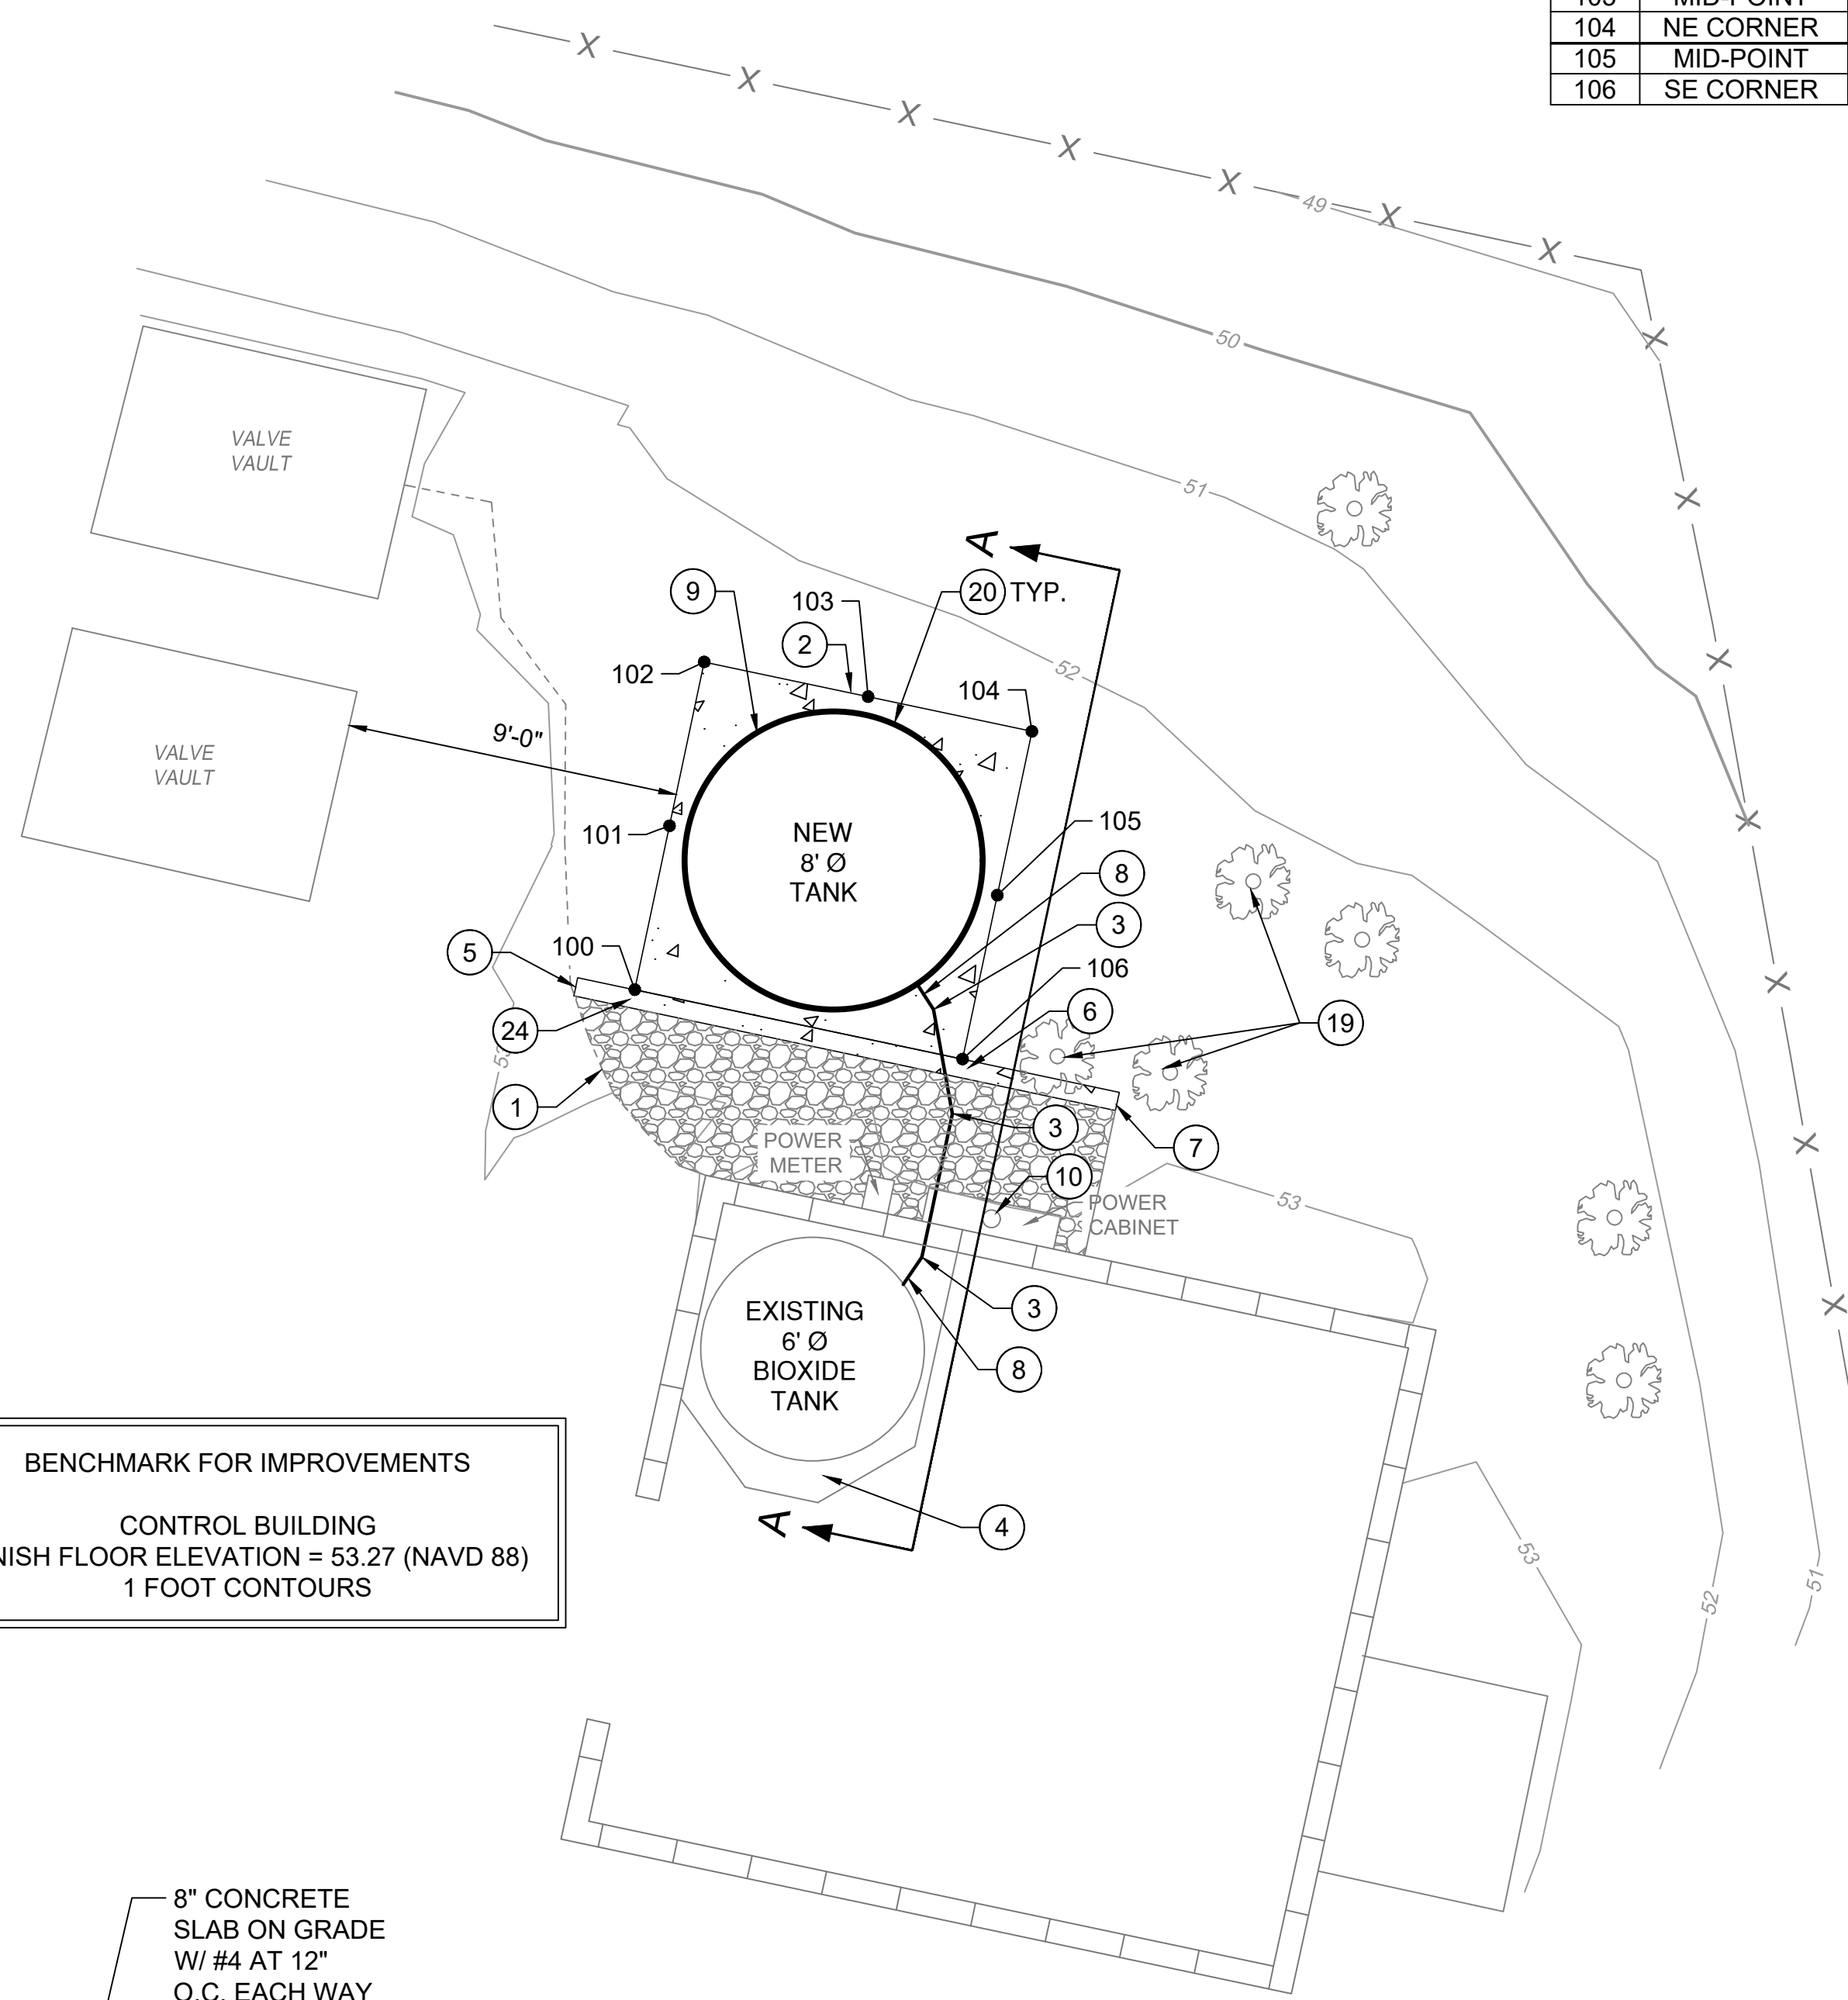 103 MID-POINT
104 NE CORNER
105 MID-POINT
106 SE CORNER
X
X
X
X
X
49
X
X
50
X
VALVE
VAULT
51
X
A
9
103
20 TYP.
2
102
52
X
104
9'-0"
VALVE
VAULT
101
NEW
8' Ø
TANK
105
X
8
3
5
100
106
X
24
6
19
1
3
POWER
METER
7
X
10
POWER
CABINET
53
EXISTING
6' Ø
BIOXIDE
TANK
3
X
8
BENCHMARK FOR IMPROVEMENTS
CONTROL BUILDING
FLOOR ELEVATION = 53.27 (NAVD 88)
1 FOOT CONTOURS
A
4
53
52
51
8" CONCRETE
SLAB ON GRADE
W/ #4 AT 12"
O.C. EACH WAY